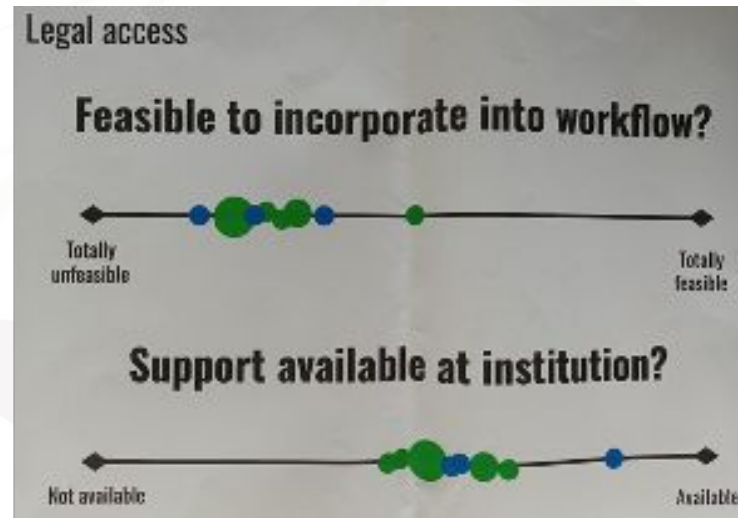 Legal access
Feasible to incorporate into workflow?
Totally
unfeasible
Totally
feasible
Support available at institution?
Not available
Available